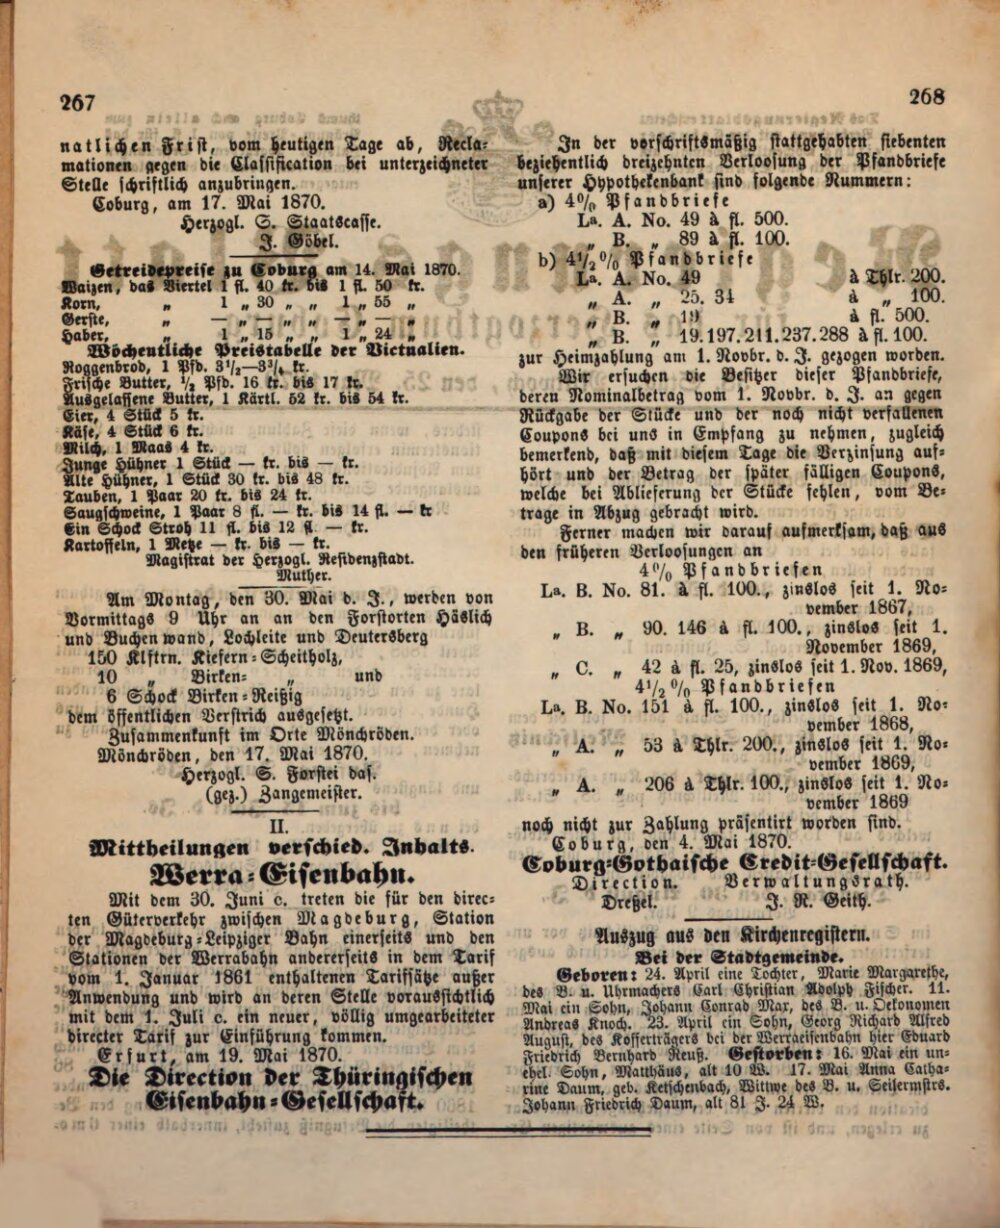 267
natlichen Frist, vom heutigen Tage ab, Recla-
mationen gegen die Classification bei unterzeichneter
Stelle schriftlich anzubringen.
Coburg, am 17. Mai 1870.
Herzogl. S. Staatscasse.
J. Göbel.
Getreidepreise zu Coburg am 14. Mai 1870.
Waizen, das Viertel 1 fl. 40 kr. bis 1 fl. 50 kr.
Korn, „ 1 „ 30 „ „ 1 „ 55 „
Gerste, „ — „ — „ „ — „ — „
Haber, „ 1 „ 15 „ „ 1 „ 24 „
Wöchentliche Preistabelle der Victualien.
Roggenbrod, 1 Pfd. 3½—3¾ kr.
Frische Butter, ½ Pfd. 16 kr. bis 17 kr.
Ausgelassene Butter, 1 Kärtl. 52 kr. bis 54 kr.
Eier, 4 Stück 5 kr.
Käse, 4 Stück 6 kr.
Milch, 1 Maas 4 kr.
Junge Hühner 1 Stück — kr. bis — kr.
Alte Hühner, 1 Stück 30 kr. bis 48 kr.
Tauben, 1 Paar 20 kr. bis 24 kr.
Saugschweine, 1 Paar 8 fl. — kr. bis 14 fl. — kr
Ein Schock Stroh 11 fl. bis 12 fl. — kr.
Kartoffeln, 1 Metze — kr. bis — kr.
Magistrat der Herzogl. Residenzstadt.
Muther.
Am Montag, den 30. Mai d. J., werden von
Vormittags 9 Uhr an an den Forstorten Häslich
und Buchenwand, Lochleite und Deutersberg
150 Klftrn. Kiefern-Scheitholz,
10 „ Birken- „ und
6 Schock Birken-Reißig
dem öffentlichen Verstrich ausgesetzt.
Zusammenkunft im Orte Mönchröden.
Mönchröden, den 17. Mai 1870.
Herzogl. S. Forstei das.
(gez.) Zangemeister.
II.
Mittheilungen verschied. Inhalts.
Werra-Eisenbahn.
Mit dem 30. Juni c. treten die für den direc-
ten Güterverkehr zwischen Magdeburg, Station
der Magdeburg-Leipziger Bahn einerseits und den
Stationen der Werrabahn andererseits in dem Tarif
vom 1. Januar 1861 enthaltenen Tarifsätze außer
Anwendung und wird an deren Stelle voraussichtlich
mit dem 1. Juli c. ein neuer, völlig umgearbeiteter
directer Tarif zur Einführung kommen.
Erfurt, am 19. Mai 1870.
Die Direction der Thüringischen
Eisenbahn-Gesellschaft.
268
In der vorschriftsmäßig stattgehabten siebenten
beziehentlich dreizehnten Verloosung der Pfandbriefe
unserer Hypothekenbank sind folgende Nummern:
a) 4% Pfandbriefe
La. A. No. 49 à fl. 500.
„ B. „ 89 à fl. 100.
b) 4½% Pfandbriefe
La. A. No. 49 à Thlr. 200.
„ A. „ 25. 34 à „ 100.
„ B. „ 19 à fl. 500.
„ B. „ 19.197.211.237.288 à fl. 100.
zur Heimzahlung am 1. Novbr. d. J. gezogen worden.
Wir ersuchen die Besitzer dieser Pfandbriefe,
deren Nominalbetrag vom 1. Novbr. d. J. an gegen
Rückgabe der Stücke und der noch nicht verfallenen
Coupons bei uns in Empfang zu nehmen, zugleich
bemerkend, daß mit diesem Tage die Verzinsung auf-
hört und der Betrag der später fälligen Coupons,
welche bei Ablieferung der Stücke fehlen, vom Be-
trage in Abzug gebracht wird.
Ferner machen wir darauf aufmerksam, daß aus
den früheren Verloosungen an
4% Pfandbriefen
La. B. No. 81. à fl. 100., zinslos seit 1. No-
vember 1867,
„ B. „ 90. 146 à fl. 100., zinslos seit 1.
November 1869,
„ C. „ 42 à fl. 25, zinslos seit 1. Nov. 1869,
4½% Pfandbriefen
La. B. No. 151 à fl. 100., zinslos seit 1. No-
vember 1868,
„ A. „ 53 à Thlr. 200., zinslos seit 1. No-
vember 1869,
„ A. „ 206 à Thlr. 100., zinslos seit 1. No-
vember 1869
noch nicht zur Zahlung präsentirt worden sind.
Coburg, den 4. Mai 1870.
Coburg-Gothaische Credit-Gesellschaft.
Direction. Verwaltungsrath.
Dreßel. J. R. Geith.
Auszug aus den Kirchenregistern.
Bei der Stadtgemeinde.
Geboren: 24. April eine Tochter, Marie Margarethe,
des B. u. Uhrmachers Carl Christian Adolph Fischer. 11.
Mai ein Sohn, Johann Conrad Max, des B. u. Oekonomen
Andreas Knoch. 23. April ein Sohn, Georg Richard Alfred
August, des Kofferträgers bei der Werraeisenbahn hier Eduard
Friedrich Bernhard Reuß. Gestorben: 16. Mai ein un-
ehel. Sohn, Matthäus, alt 10 W. 17. Mai Anna Catha-
rine Daum, geb. Ketschenbach, Wittwe des B. u. Seilermstrs.
Johann Friedrich Daum, alt 81 J. 24 W.